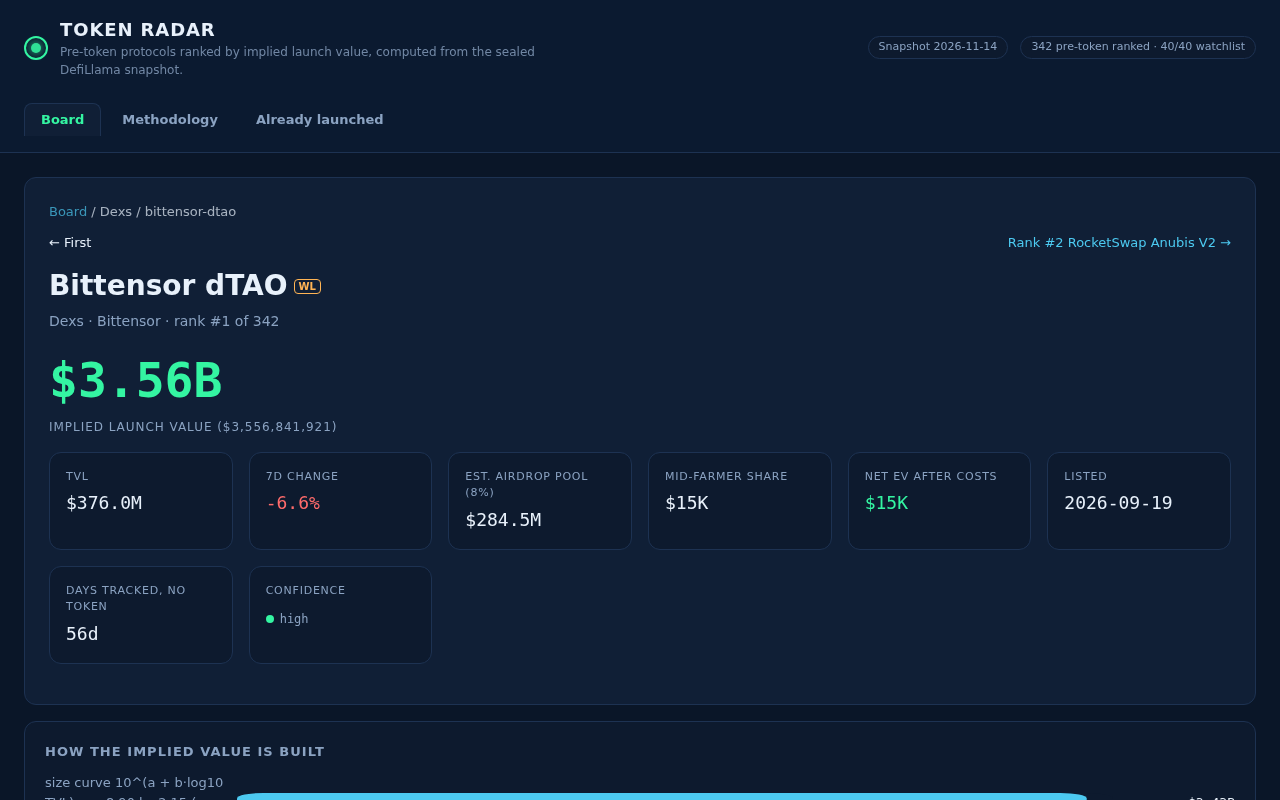 TOKEN RADAR
Pre-token protocols ranked by implied launch value, computed from the sealed
DefiLlama snapshot.
Snapshot 2026-11-14
342 pre-token ranked · 40/40 watchlist
Board
Methodology
Already launched
Board / Dexs / bittensor-dtao
← First
Rank #2 RocketSwap Anubis V2 →
Bittensor dTAO WL
Dexs · Bittensor · rank #1 of 342
$3.56B
IMPLIED LAUNCH VALUE ($3,556,841,921)
TVL
$376.0M
7D CHANGE
-6.6%
EST. AIRDROP POOL
(8%)
$284.5M
MID-FARMER SHARE
$15K
NET EV AFTER COSTS
$15K
LISTED
2026-09-19
DAYS TRACKED, NO
TOKEN
56d
CONFIDENCE
high
HOW THE IMPLIED VALUE IS BUILT
size curve 10^(a + b·log10